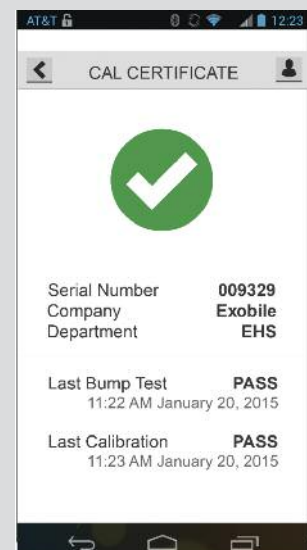 AT&T 12:23
CAL CERTIFICATE
Serial Number 009329
Company Exobile
Department EHS
Last Bump Test PASS
11:22 AM January 20, 2015
Last Calibration PASS
11:23 AM January 20, 2015